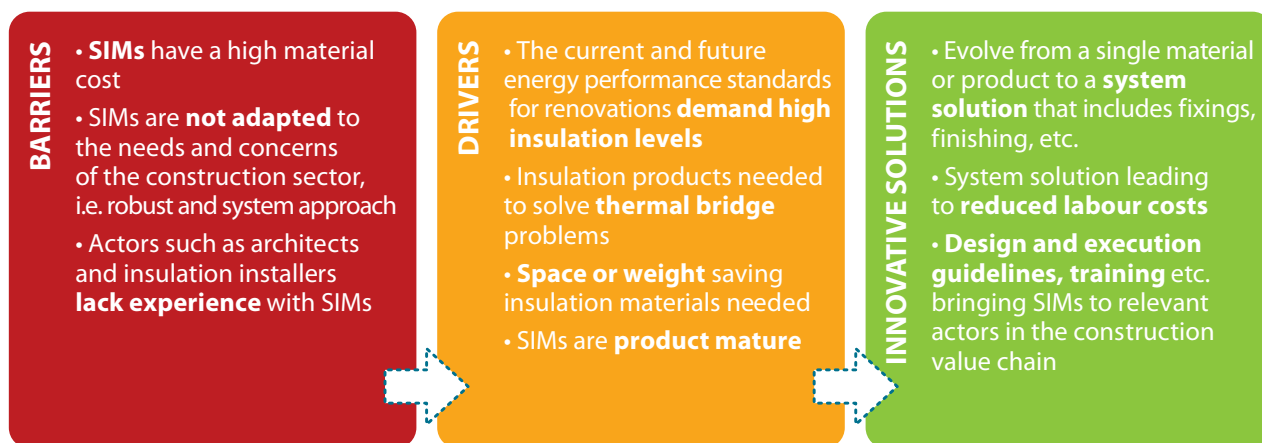 BARRIERS
• SIMs have a high material
cost
• SIMs are not adapted to
the needs and concerns
of the construction sector,
i.e. robust and system approach
• Actors such as architects
and insulation installers
lack experience with SIMs
DRIVERS
• The current and future
energy performance standards
for renovations demand high
insulation levels
• Insulation products needed
to solve thermal bridge
problems
• Space or weight saving
insulation materials needed
• SIMs are product mature
INNOVATIVE SOLUTIONS
• Evolve from a single material
or product to a system
solution that includes fixings,
finishing, etc.
• System solution leading
to reduced labour costs
• Design and execution
guidelines, training etc.
bringing SIMs to relevant
actors in the construction
value chain